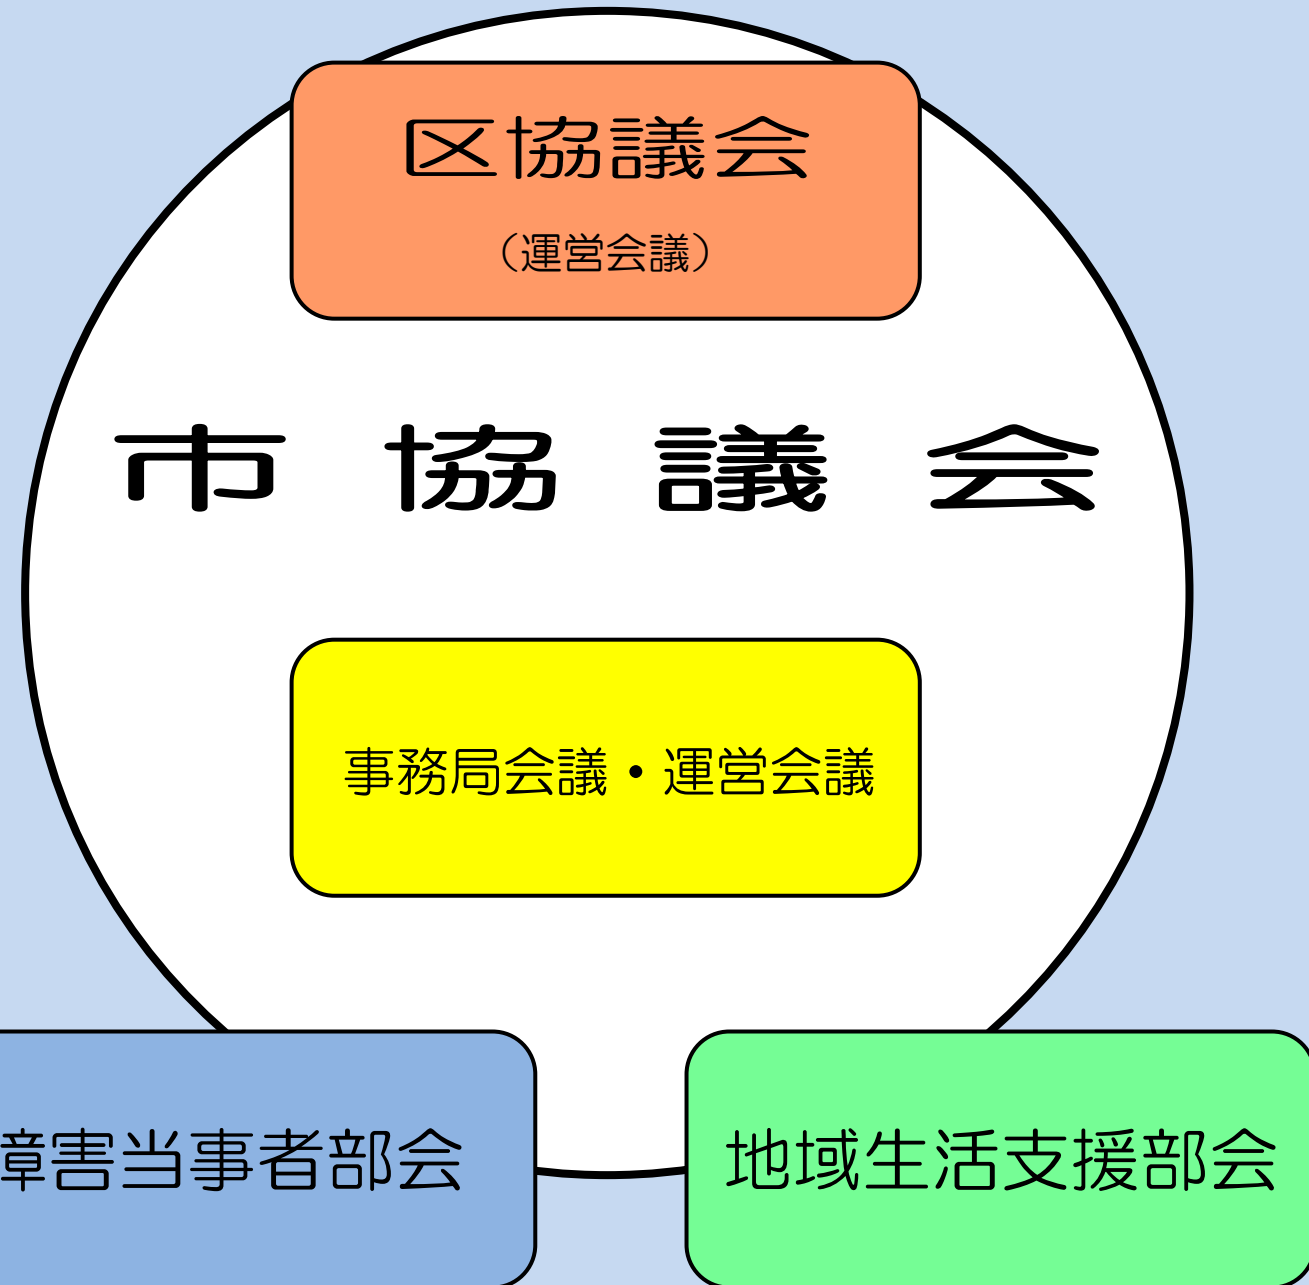 区協議会
（運営会議）
市協議会
事務局会議・運営会議
障害当事者部会
地域生活支援部会